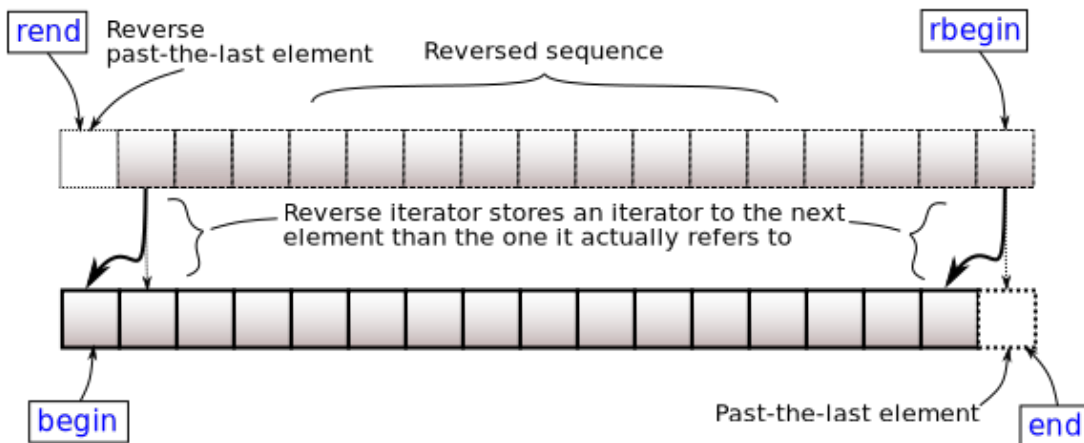 rend
Reverse
past-the-last element
Reversed sequence
rbegin
Reverse iterator stores an iterator to the next
element than the one it actually refers to
begin
Past-the-last element
end